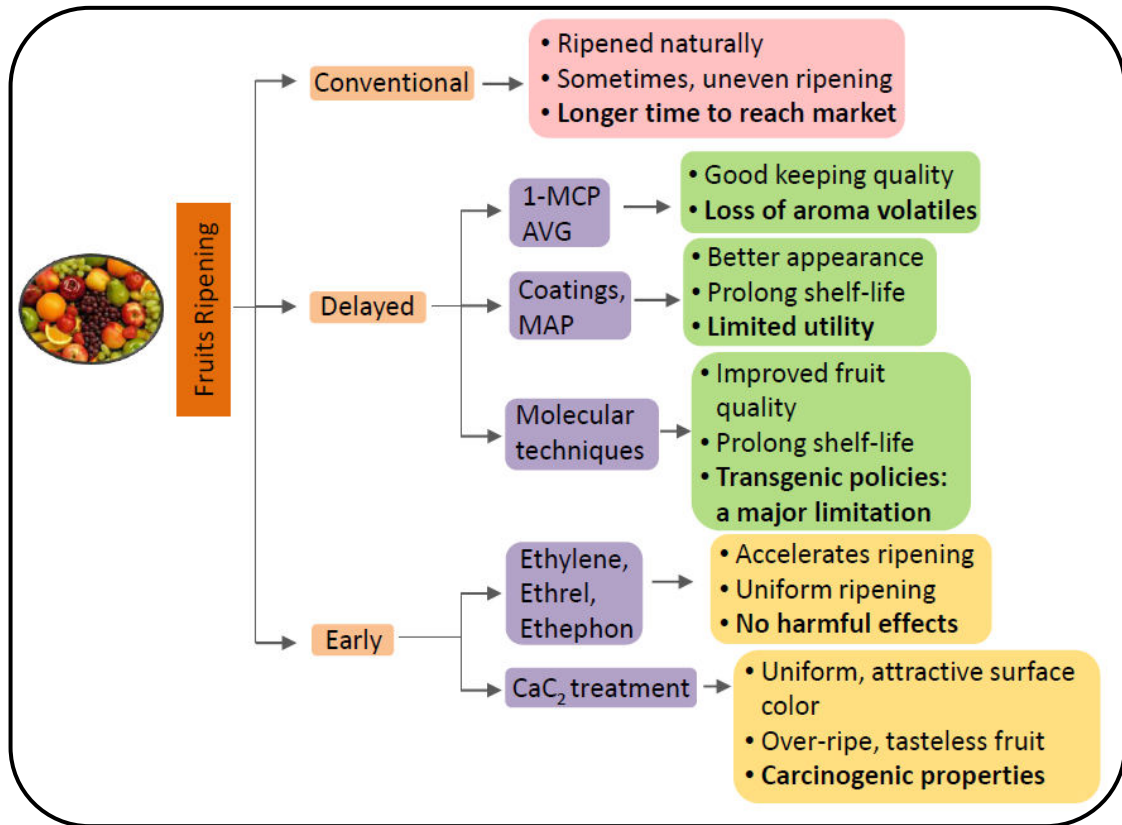 Fruits Ripening
Conventional
• Ripened naturally
• Sometimes, uneven ripening
• Longer time to reach market
Delayed
1-MCP
AVG
• Good keeping quality
• Loss of aroma volatiles
Coatings,
MAP
• Better appearance
• Prolong shelf-life
• Limited utility
Molecular
techniques
• Improved fruit
quality
• Prolong shelf-life
• Transgenic policies:
a major limitation
Early
Ethylene,
Ethrel,
Ethephon
• Accelerates ripening
• Uniform ripening
• No harmful effects
CaC₂ treatment
• Uniform, attractive surface
color
• Over-ripe, tasteless fruit
• Carcinogenic properties